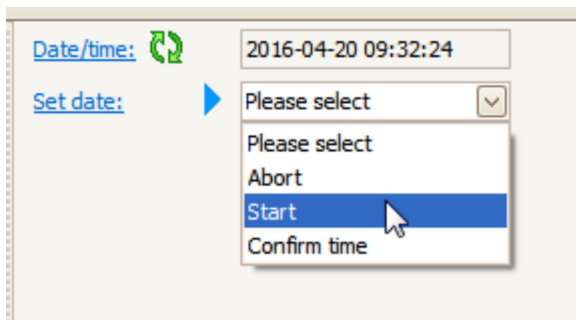 Date/time: 2016-04-20 09:32:24
Set date: Please select
Please select
Abort
Start
Confirm time